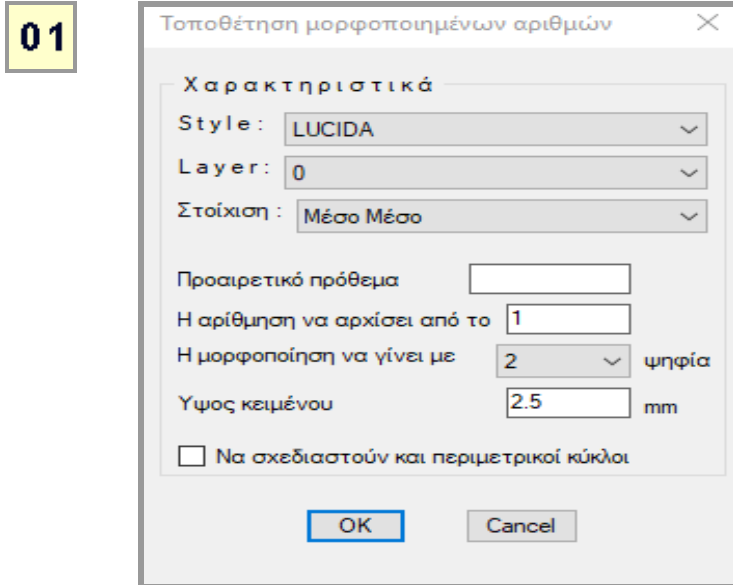 01
Τοποθέτηση μορφοποιημένων αριθμών
Χαρακτηριστικά
Style: LUCIDA
Layer: 0
Στοίχιση : Μέσο Μέσο
Προαιρετικό πρόθεμα
Η αρίθμηση να αρχίσει από το 1
Η μορφοποίηση να γίνει με 2 ψηφία
Υψος κειμένου 2.5 mm
Να σχεδιαστούν και περιμετρικοί κύκλοι
OK Cancel